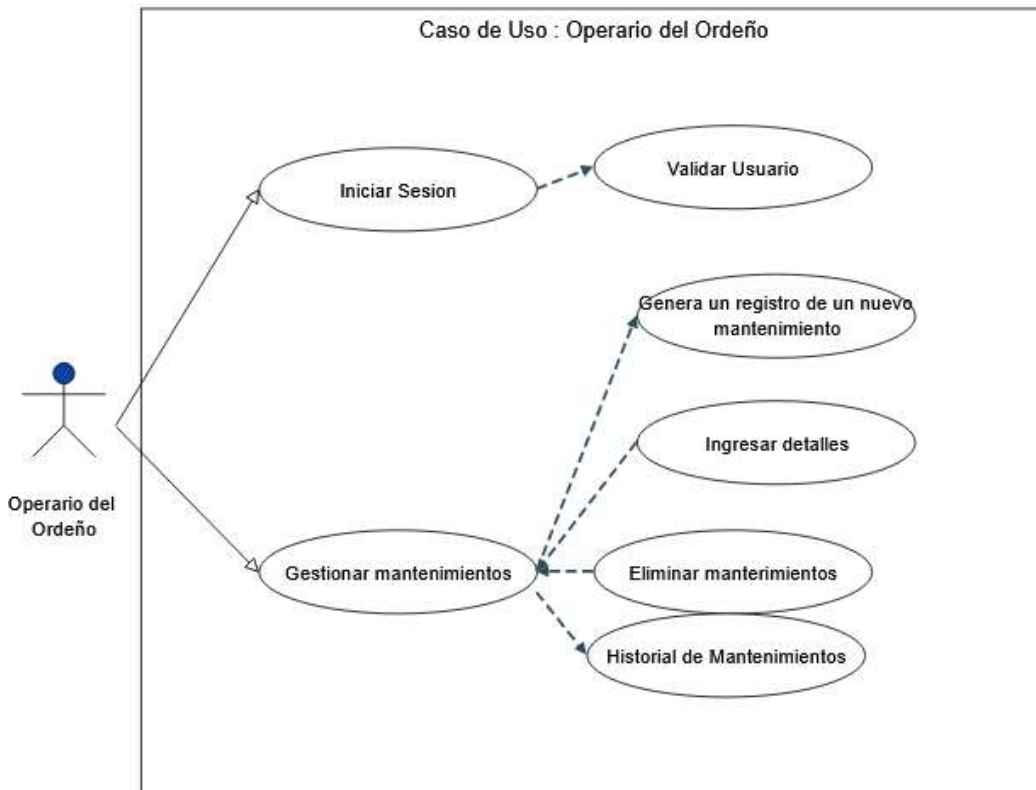 Caso de Uso : Operario del Ordeño
Validar Usuario
Iniciar Sesion
Genera un registro de un nuevo
mantenimiento
Ingresar detalles
Operario del
Ordeño
Gestionar mantenimientos
Eliminar manterimientos
Historial de Mantenimientos